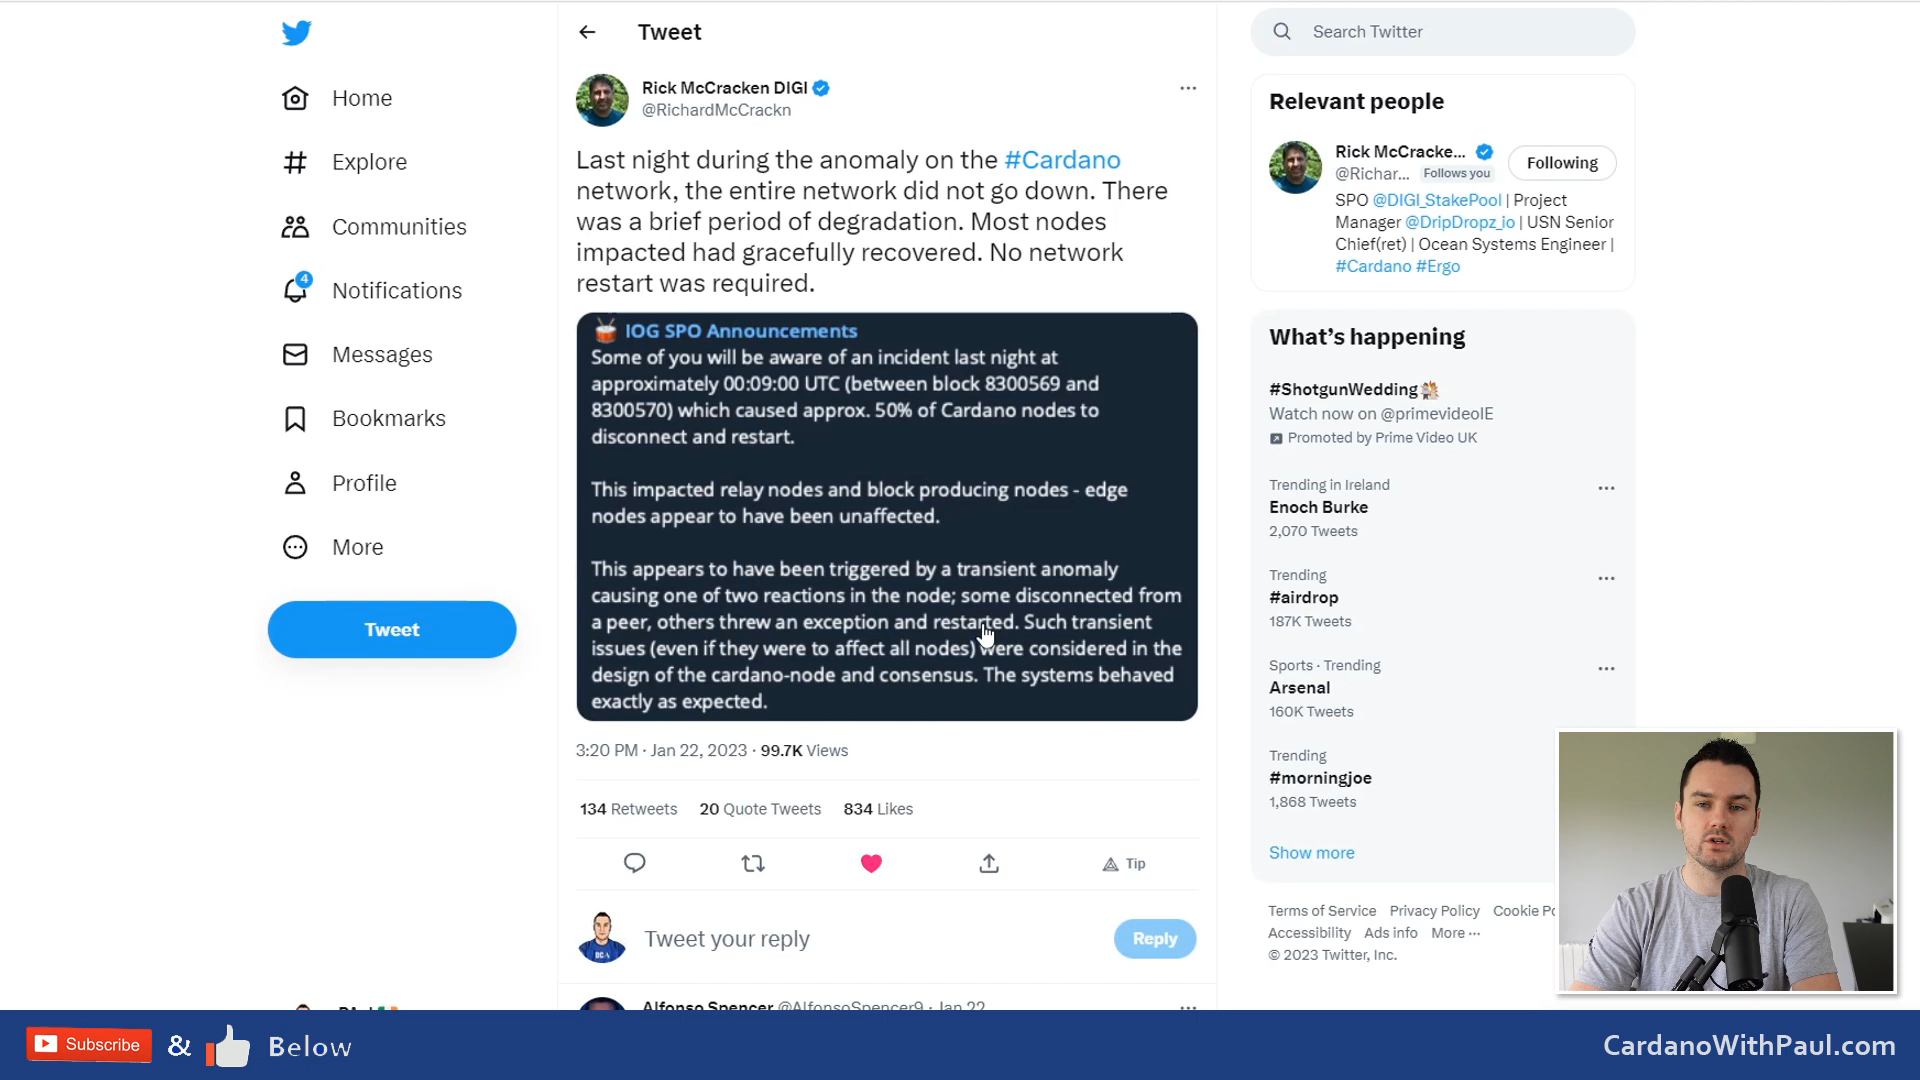 Home
Explore
Communities
4
Notifications
Messages
Bookmarks
Profile
More
Tweet
Tweet
Rick McCracken DIGI
@RichardMcCrackn
Last night during the anomaly on the #Cardano
network, the entire network did not go down. There
was a brief period of degradation. Most nodes
impacted had gracefully recovered. No network
restart was required.
IOG SPO Announcements
Some of you will be aware of an incident last night at
approximately 00:09:00 UTC (between block 8300569 and
8300570) which caused approx. 50% of Cardano nodes to
disconnect and restart.
This impacted relay nodes and block producing nodes - edge
nodes appear to have been unaffected.
This appears to have been triggered by a transient anomaly
causing one of two reactions in the node; some disconnected from
a peer, others threw an exception and restarted. Such transient
issues (even if they were to affect all nodes) were considered in the
design of the cardano-node and consensus. The systems behaved
exactly as expected.
3:20 PM · Jan 22, 2023 · 99.7K Views
134 Retweets 20 Quote Tweets 834 Likes
Tip
Tweet your reply
Reply
Alfonso Spencer @AlfonsoSpencer9 · Jan 22
Search Twitter
Relevant people
Rick McCracke...
@Richar... Follows you
Following
SPO @DIGI_StakePool | Project
Manager @DripDropz_io | USN Senior
Chief(ret) | Ocean Systems Engineer |
#Cardano #Ergo
What's happening
#ShotgunWedding
Watch now on @primevideoIE
Promoted by Prime Video UK
Trending in Ireland
Enoch Burke
2,070 Tweets
Trending
#airdrop
187K Tweets
Sports · Trending
Arsenal
160K Tweets
Trending
#morningjoe
1,868 Tweets
Show more
Terms of Service Privacy Policy Cookie Po
Accessibility Ads info More ...
© 2023 Twitter, Inc.
Subscribe & Below
CardanoWithPaul.com